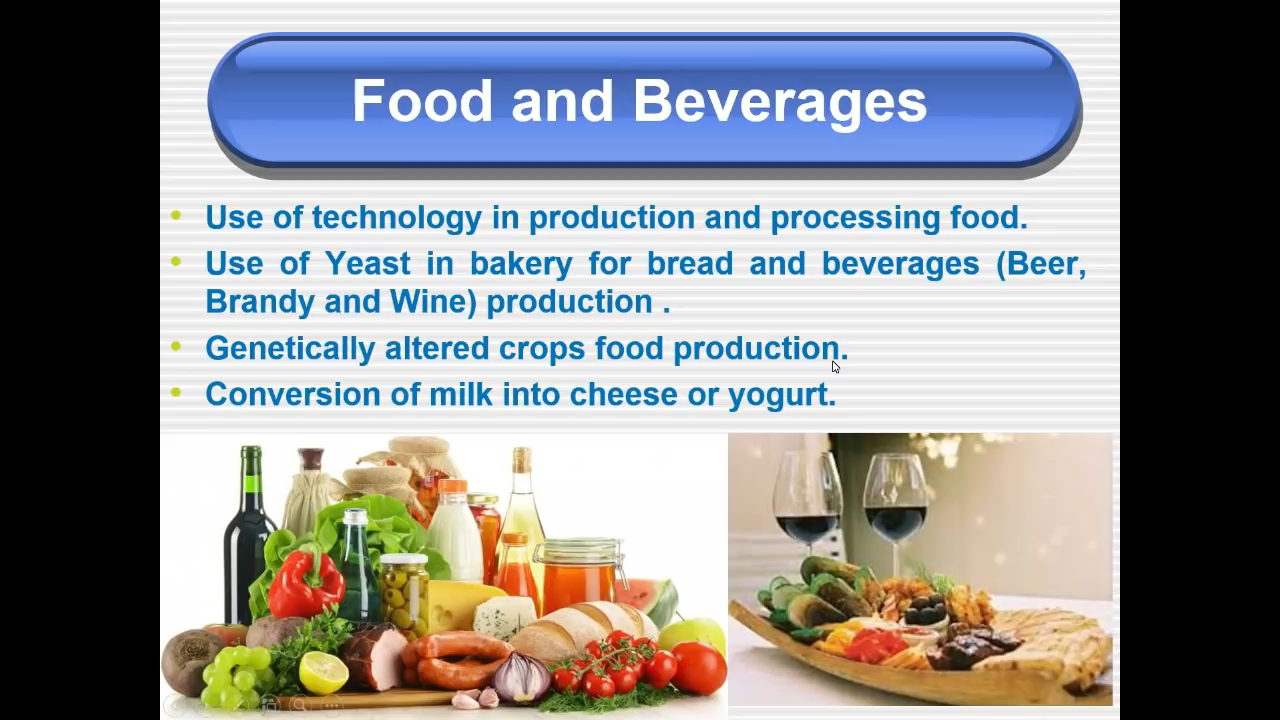 Food and Beverages
• Use of technology in production and processing food.
• Use of Yeast in bakery for bread and beverages (Beer,
Brandy and Wine) production .
• Genetically altered crops food production.
• Conversion of milk into cheese or yogurt.